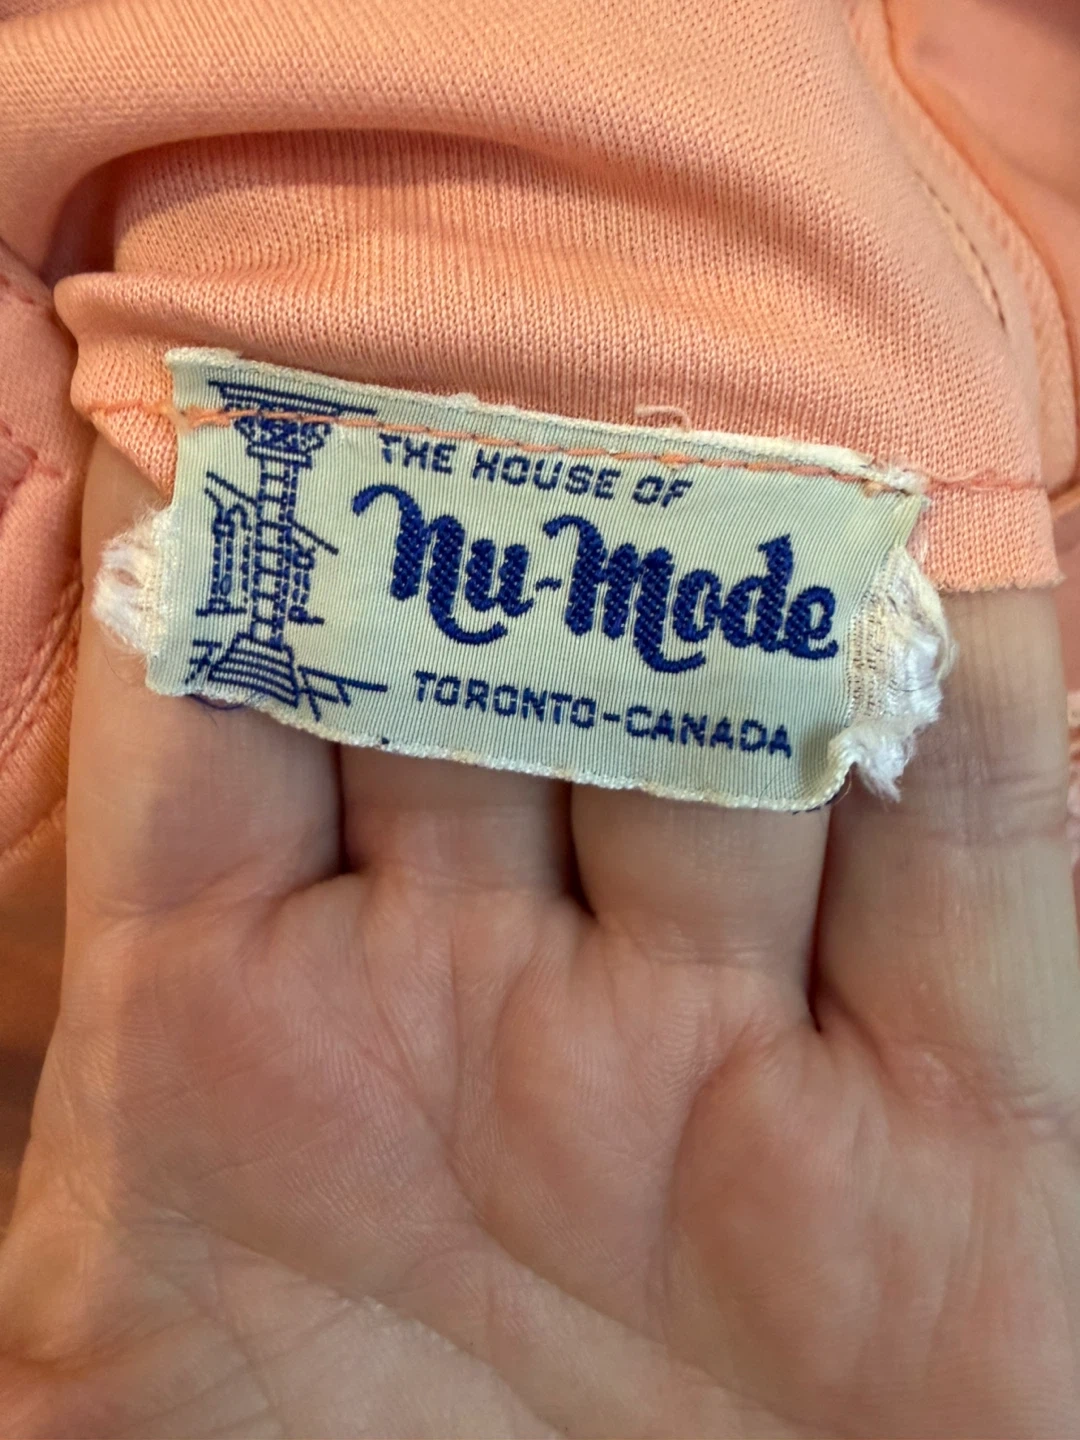 THE HOUSE OF
Nu-Mode
TORONTO-CANADA